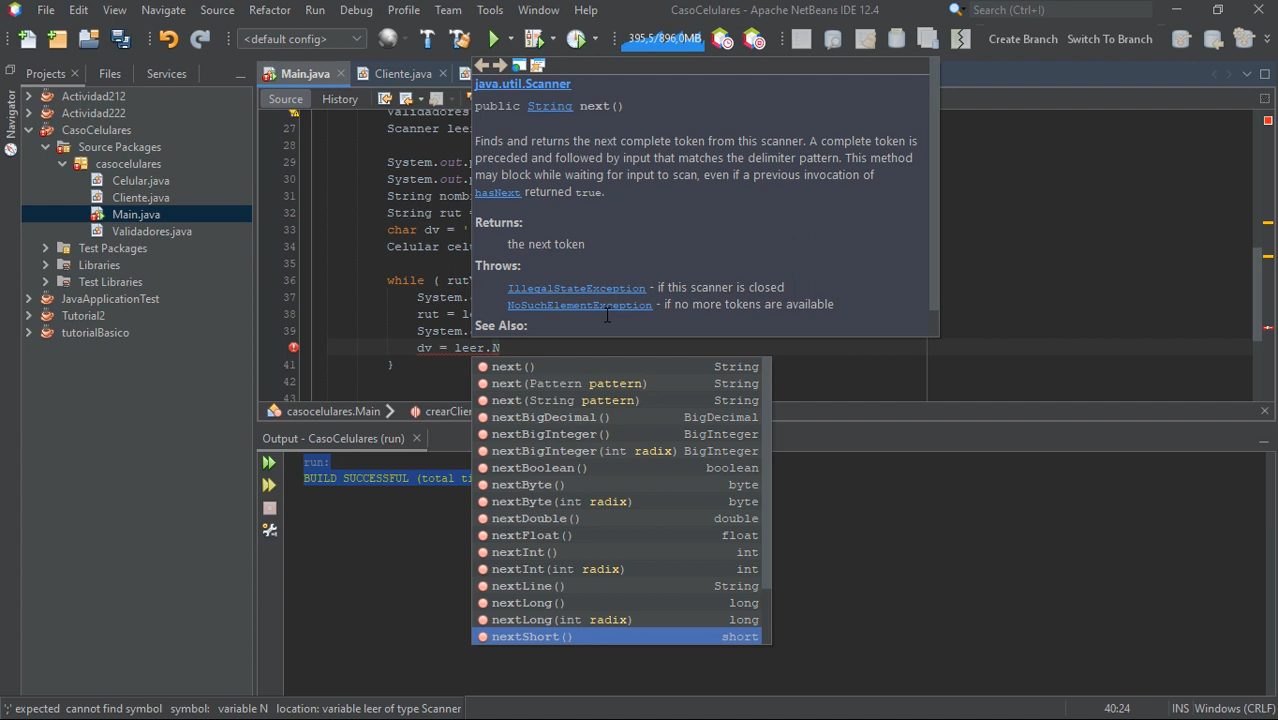 File Edit View Navigate Source Refactor Run Debug Profile Team Tools Window Help CasoCelulares - Apache NetBeans IDE 12.4 Search (Ctrl+I)
<default config> 395,5/896,0MB Create Branch Switch To Branch
Projects Files Services Main.java Cliente.java
Navigator
Source History
Actividad212
Actividad222
CasoCelulares
Source Packages
casocelulares
Celular.java
Cliente.java
Main.java
Validadores.java
Test Packages
Libraries
Test Libraries
JavaApplicationTest
Tutorial2
tutorialBasico
Validadores
27 Scanner leer
28
29 System.out.p
30 System.out.p
31 String nomb
32 String rut =
33 char dv = '
34 Celular cel
35
36 while ( rut
37 System.
38 rut = l
39 System.
dv = leer.N
41 }
42
43
java.util.Scanner
public String next()
Finds and returns the next complete token from this scanner. A complete token is
preceded and followed by input that matches the delimiter pattern. This method
may block while waiting for input to scan, even if a previous invocation of
hasNext returned true.
Returns:
the next token
Throws:
IllegalStateException - if this scanner is closed
NoSuchElementException - if no more tokens are available
See Also:
next() String
next(Pattern pattern) String
next(String pattern) String
nextBigDecimal() BigDecimal
nextBigInteger() BigInteger
nextBigInteger(int radix) BigInteger
nextBoolean() boolean
nextByte() byte
nextByte(int radix) byte
nextDouble() double
nextFloat() float
nextInt() int
nextInt(int radix) int
nextLine() String
nextLong() long
nextLong(int radix) long
nextShort() short
casocelulares.Main crearClie
Output - CasoCelulares (run)
run:
BUILD SUCCESSFUL (total ti
';' expected cannot find symbol symbol: variable N location: variable leer of type Scanner 40:24 INS Windows (CRLF)